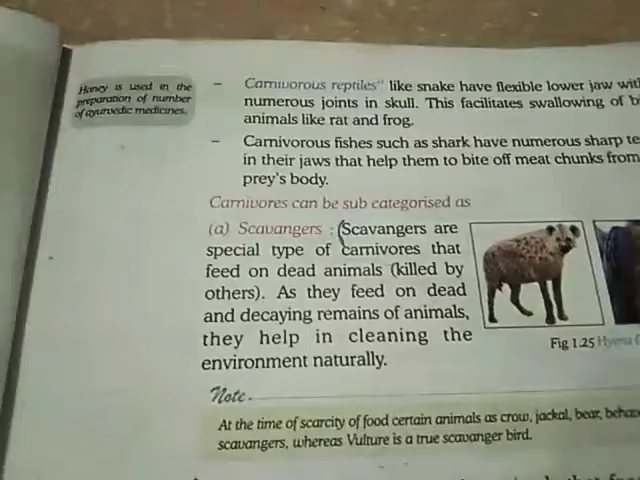 Honey is used in the
preparation of number
of ayurvedic medicines.
– Carnivorous reptiles" like snake have flexible lower jaw
numerous joints in skull. This facilitates swallowing of
animals like rat and frog.
– Carnivorous fishes such as shark have numerous sharp
in their jaws that help them to bite off meat chunks from
prey's body.
Carnivores can be sub categorised as
(a) Scavangers : (Scavangers are
special type of carnivores that
feed on dead animals (killed by
others). As they feed on dead
and decaying remains of animals,
they help in cleaning the
environment naturally.
Fig 1.25
Note
At the time of scarcity of food certain animals as crow, jackal, bear,
scavangers, whereas Vulture is a true scavanger bird.